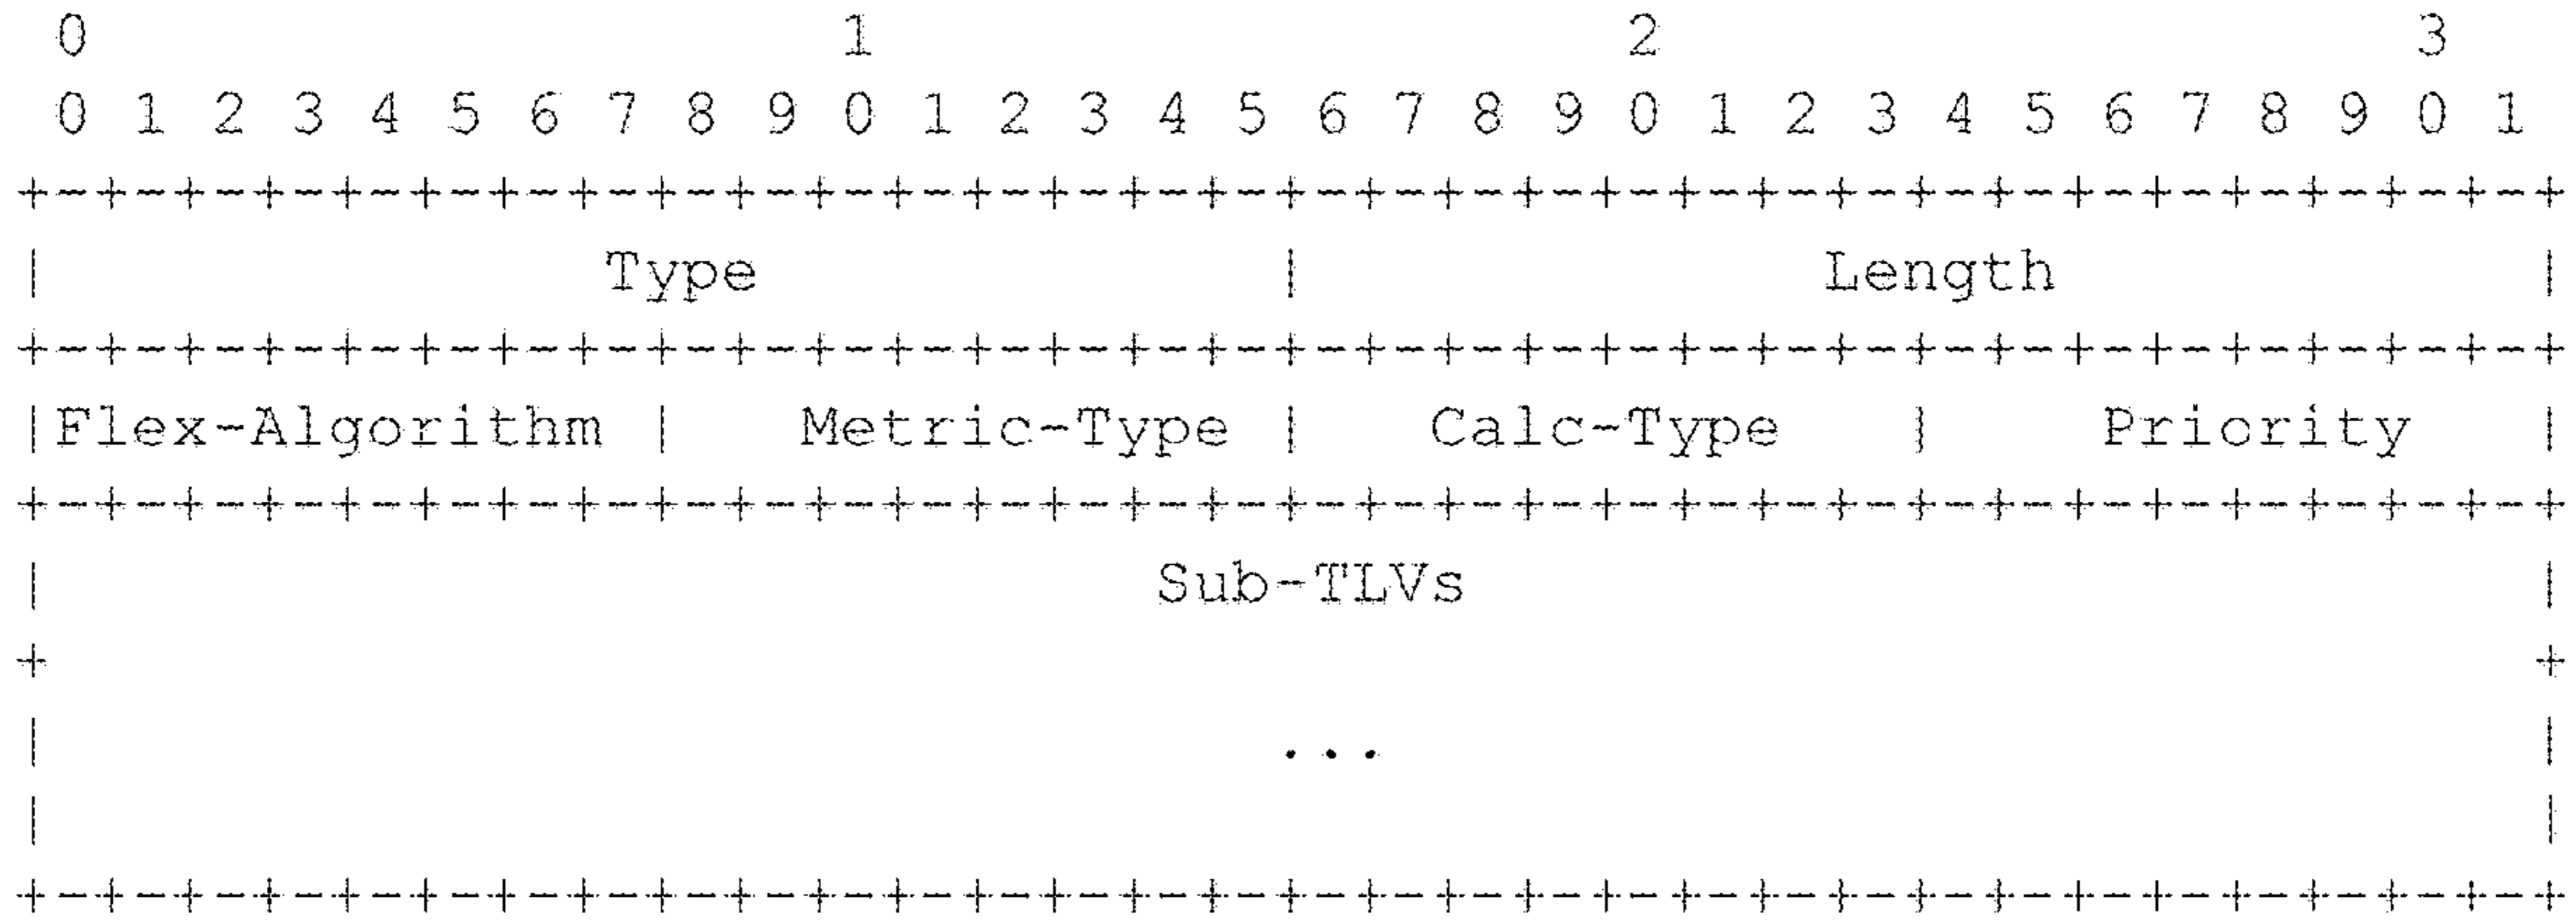 0                   1                   2                   3
 0 1 2 3 4 5 6 7 8 9 0 1 2 3 4 5 6 7 8 9 0 1 2 3 4 5 6 7 8 9 0 1
+-+-+-+-+-+-+-+-+-+-+-+-+-+-+-+-+-+-+-+-+-+-+-+-+-+-+-+-+-+-+-+-+
|              Type             |             Length            |
+-+-+-+-+-+-+-+-+-+-+-+-+-+-+-+-+-+-+-+-+-+-+-+-+-+-+-+-+-+-+-+-+
|Flex-Algorithm |   Metric-Type |   Calc-Type   |    Priority   |
+-+-+-+-+-+-+-+-+-+-+-+-+-+-+-+-+-+-+-+-+-+-+-+-+-+-+-+-+-+-+-+-+
|                            Sub-TLVs                           |
+                                                               +
|                               ...                             |
|                                                               |
+-+-+-+-+-+-+-+-+-+-+-+-+-+-+-+-+-+-+-+-+-+-+-+-+-+-+-+-+-+-+-+-+